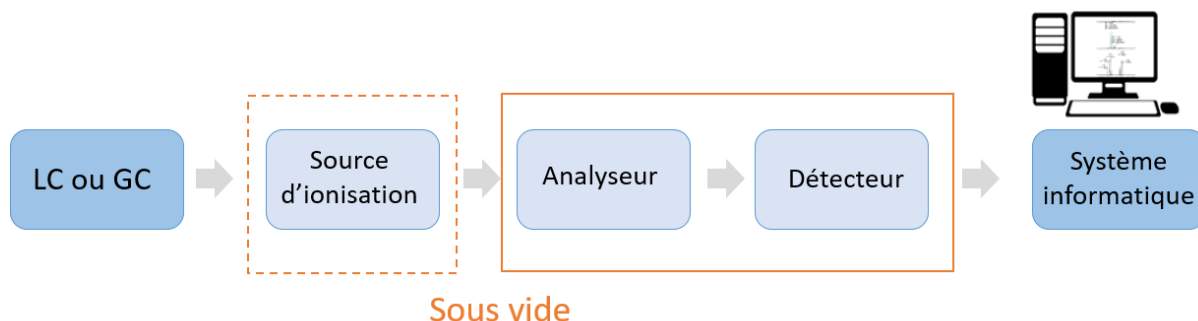 LC ou GC
Source
d’ionisation
Analyseur
Détecteur
Système
informatique
Sous vide